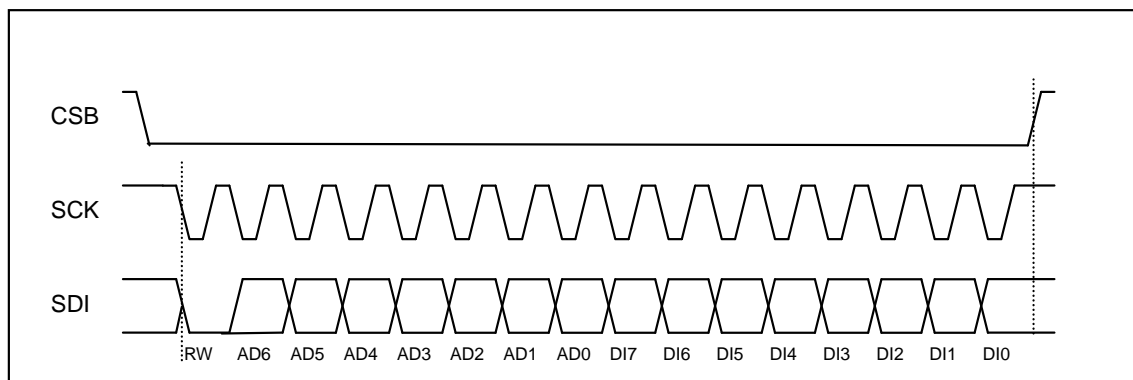 CSB
SCK
SDI
RW AD6 AD5 AD4 AD3 AD2 AD1 AD0 DI7 DI6 DI5 DI4 DI3 DI2 DI1 DI0